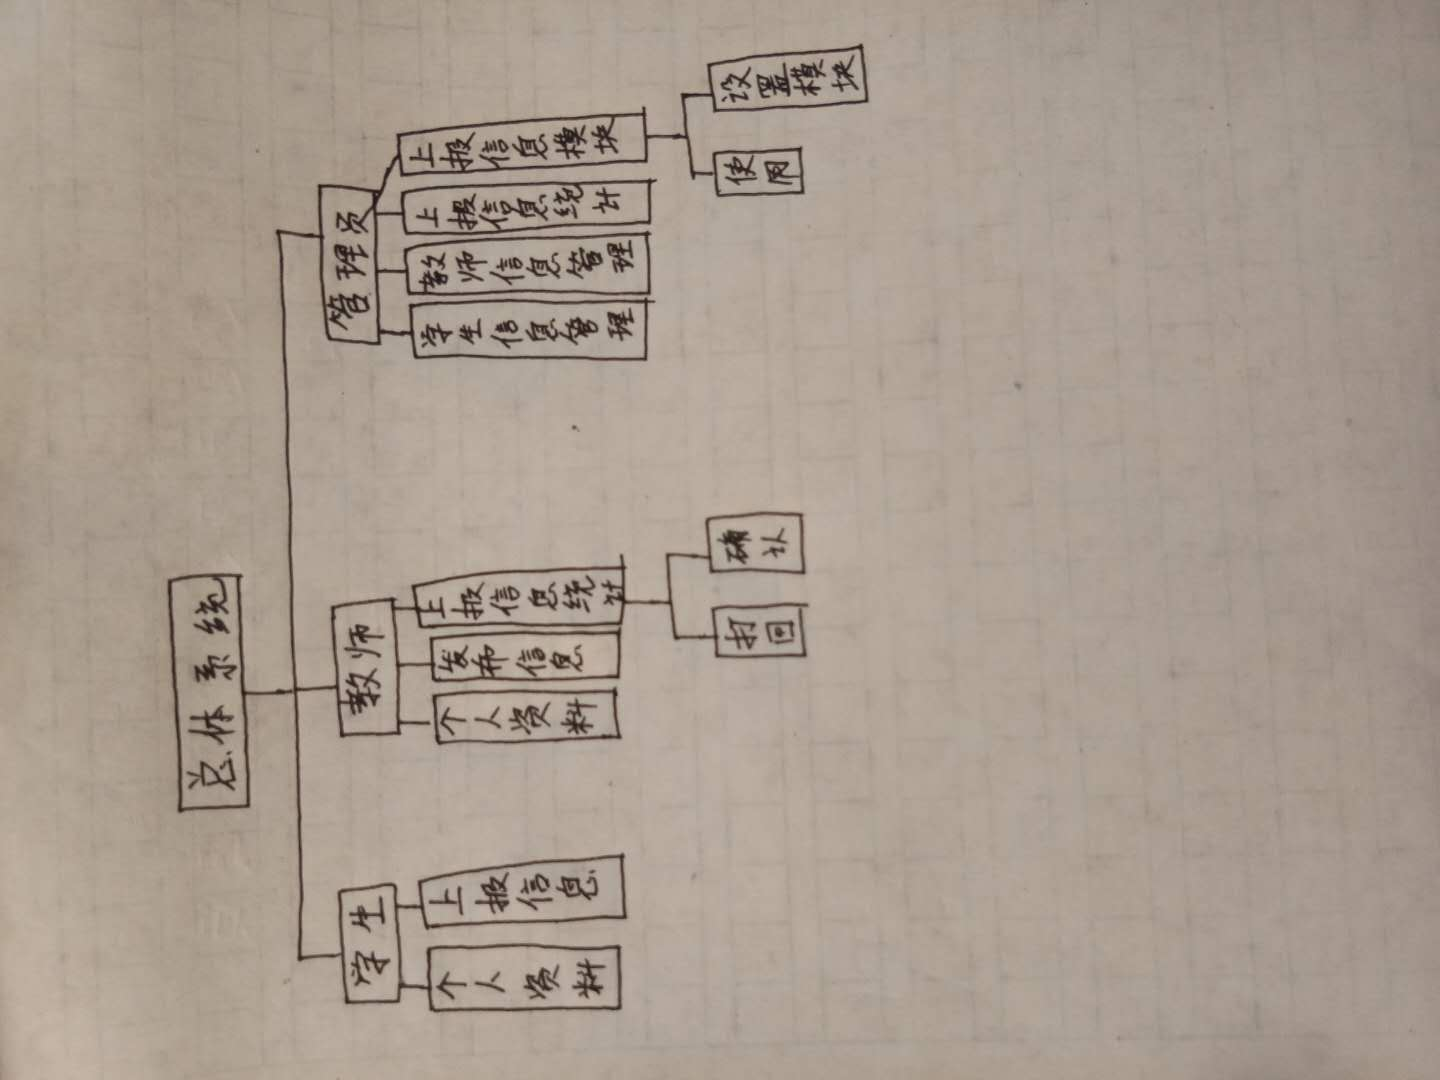 总体系统
学生
教师
管理员
个人资料
上报信息
个人资料
发布信息
上报信息统计
学生信息管理
教师信息管理
上报信息统计
上报信息模块
打回
确认
使用
设置模块